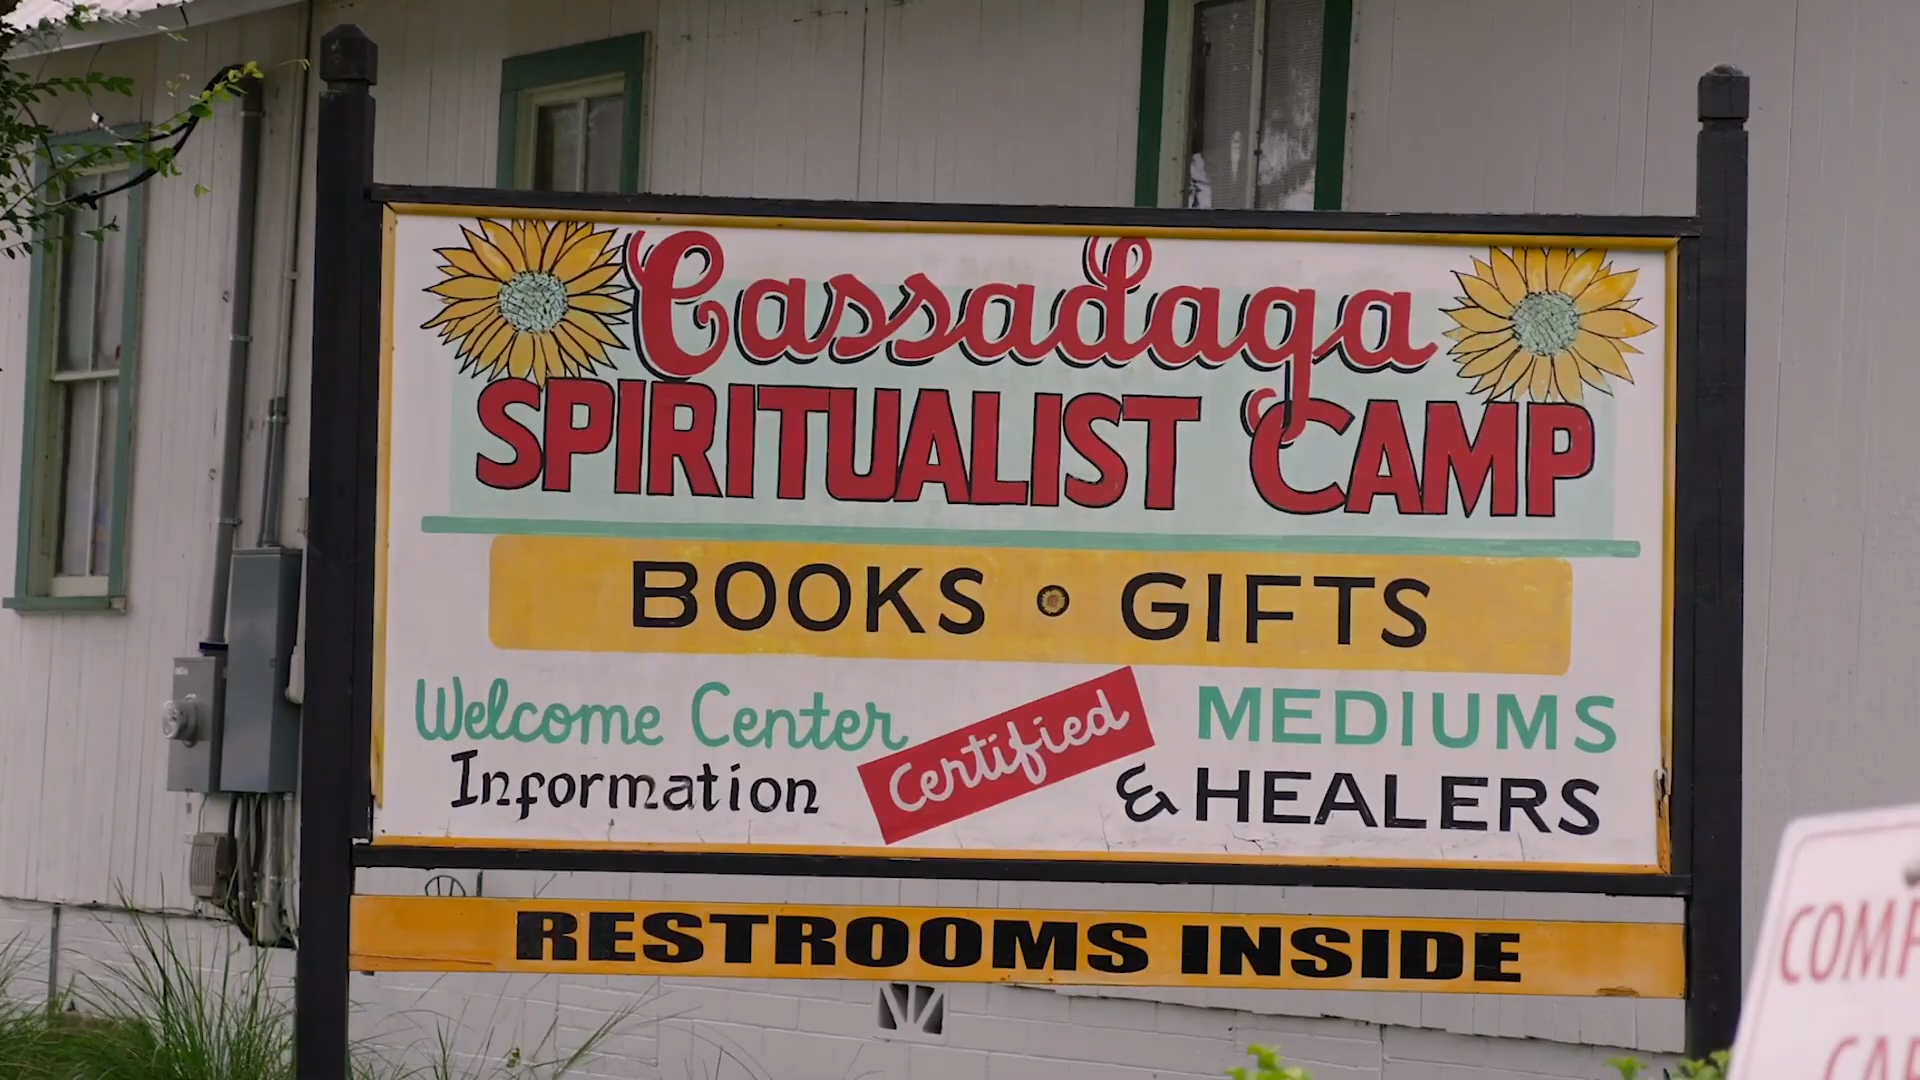 Cassadaga
SPIRITUALIST CAMP
BOOKS • GIFTS
Welcome Center
Information
Certified
MEDIUMS
& HEALERS
RESTROOMS INSIDE